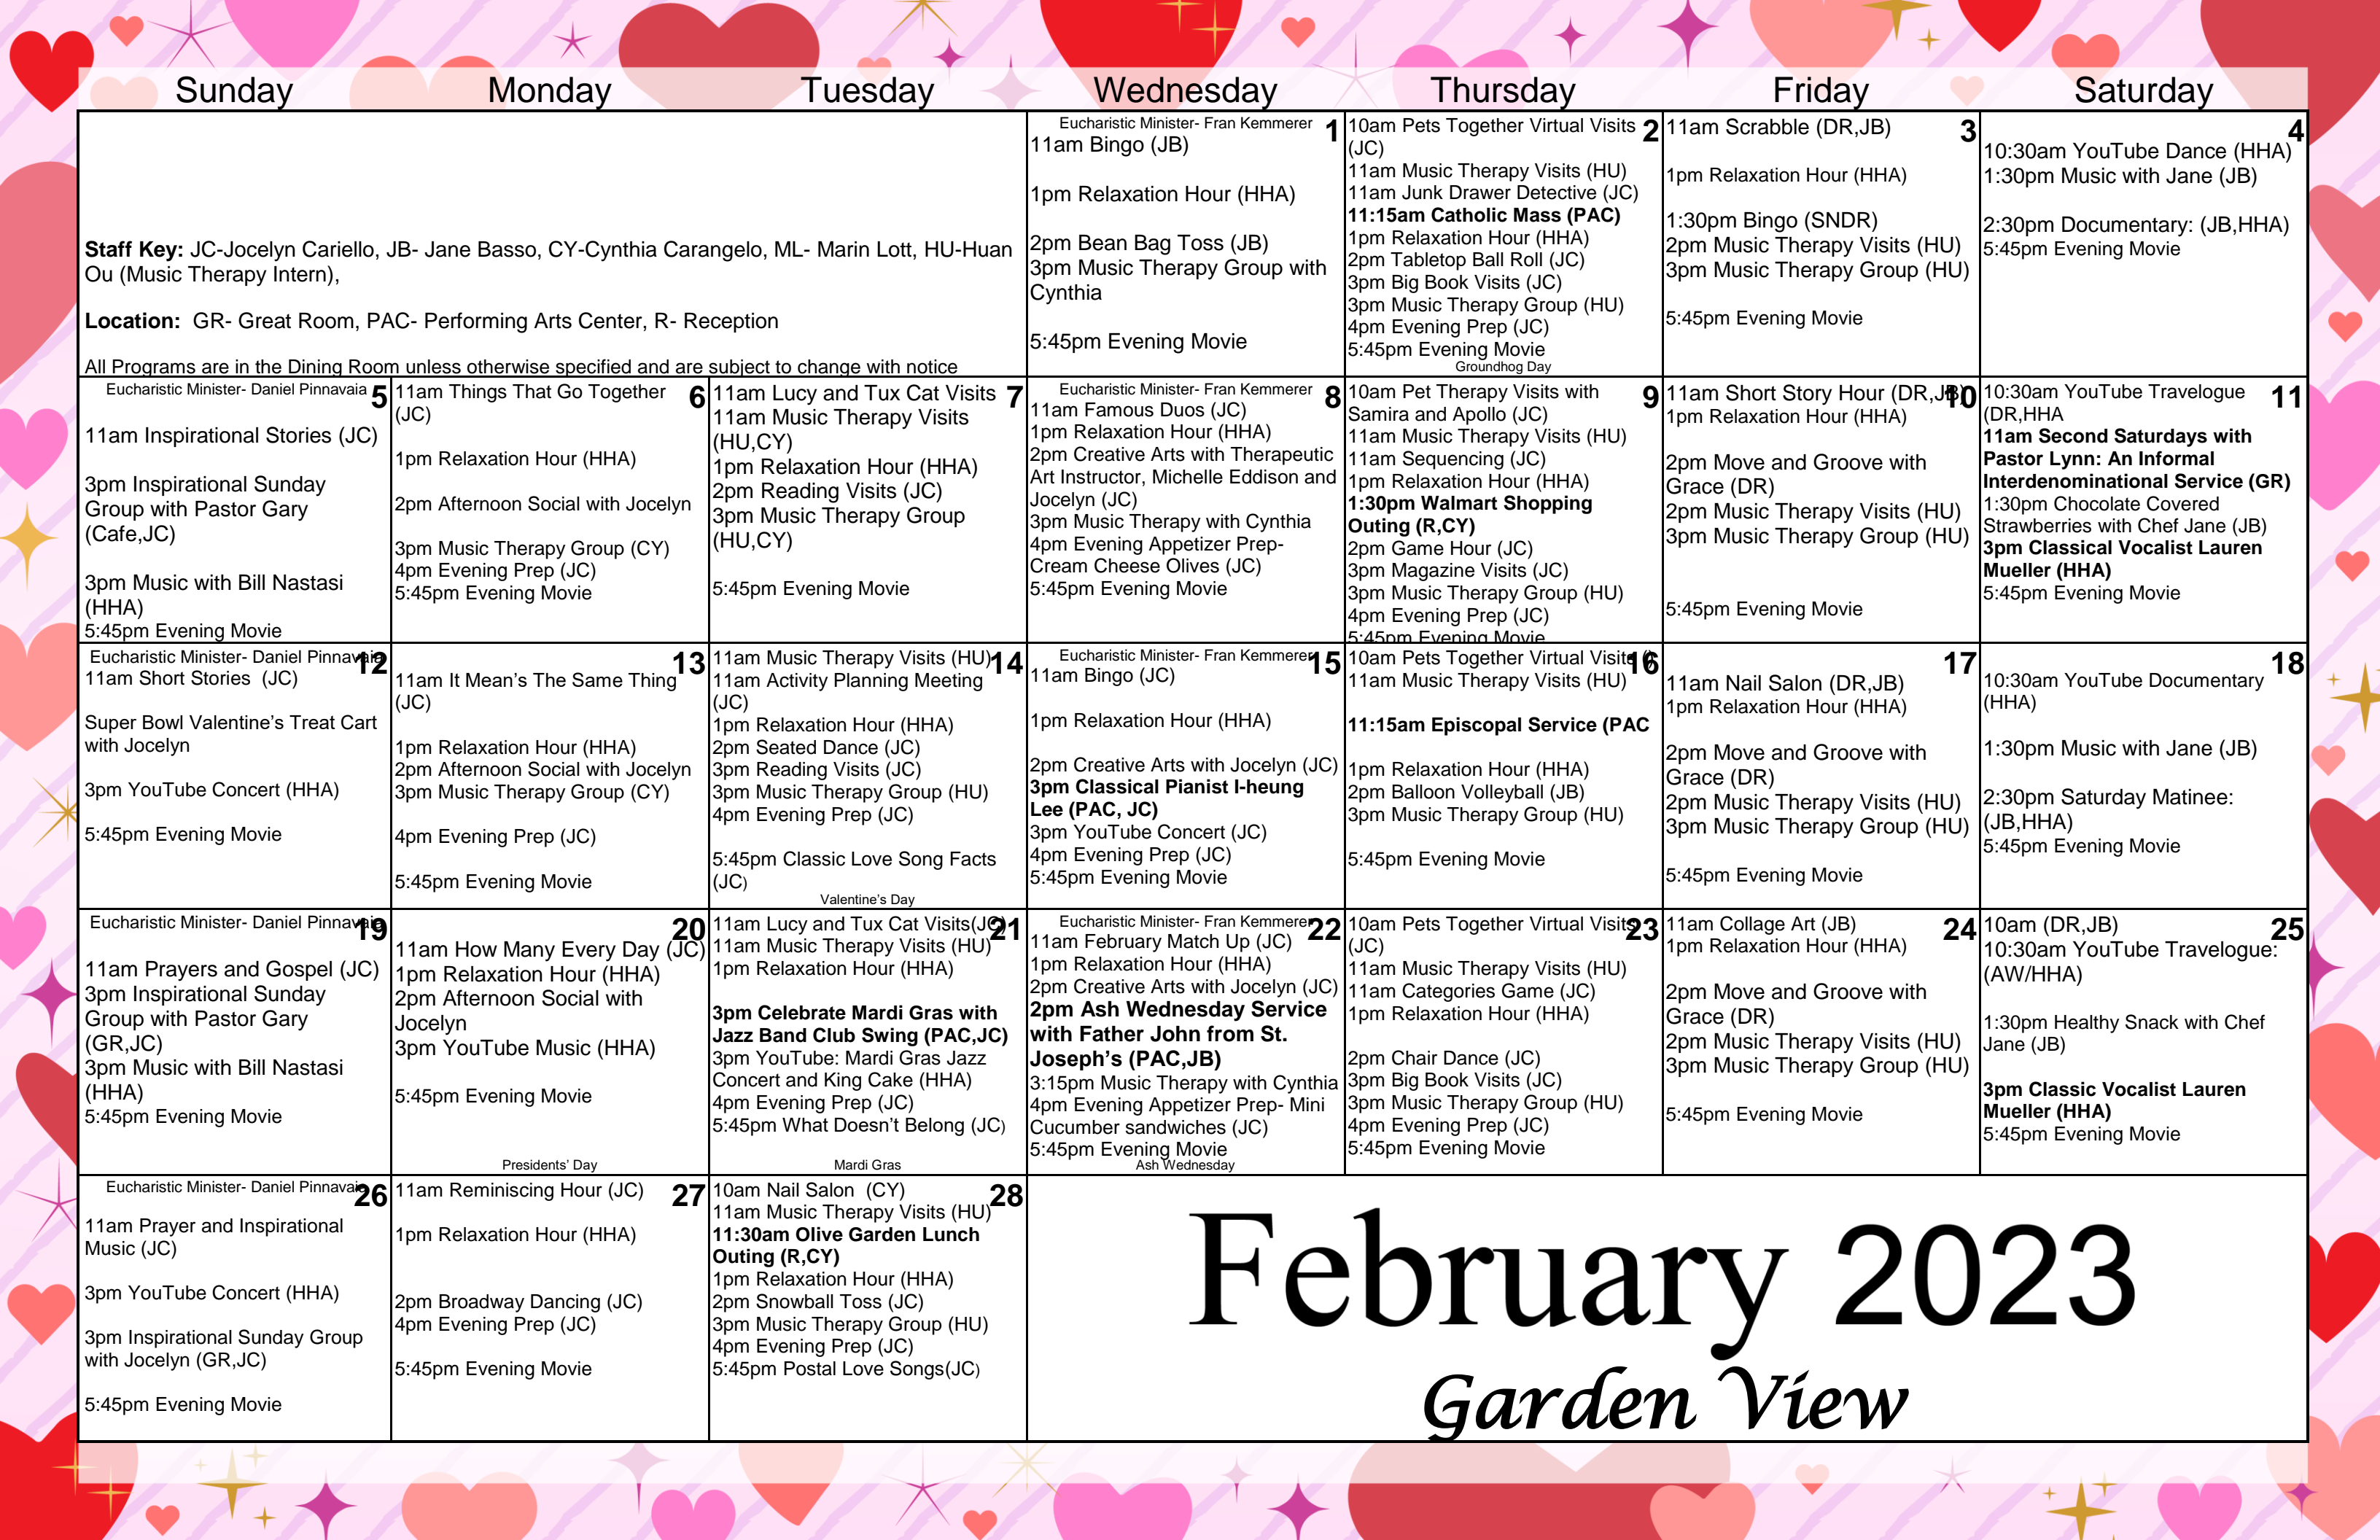 Sunday Monday Tuesday Wednesday Thursday Friday Saturday
Staff Key: JC-Jocelyn Cariello, JB- Jane Basso, CY-Cynthia Carangelo, ML- Marin Lott, HU-Huan
Ou (Music Therapy Intern),
Location: GR- Great Room, PAC- Performing Arts Center, R- Reception
All Programs are in the Dining Room unless otherwise specified and are subject to change with notice
Eucharistic Minister- Fran Kemmerer 1
11am Bingo (JB)
1pm Relaxation Hour (HHA)
2pm Bean Bag Toss (JB)
3pm Music Therapy Group with
Cynthia
5:45pm Evening Movie
10am Pets Together Virtual Visits 2
(JC)
11am Music Therapy Visits (HU)
11am Junk Drawer Detective (JC)
11:15am Catholic Mass (PAC)
1pm Relaxation Hour (HHA)
2pm Tabletop Ball Roll (JC)
3pm Big Book Visits (JC)
3pm Music Therapy Group (HU)
4pm Evening Prep (JC)
5:45pm Evening Movie
Groundhog Day
11am Scrabble (DR,JB) 3
1pm Relaxation Hour (HHA)
1:30pm Bingo (SNDR)
2pm Music Therapy Visits (HU)
3pm Music Therapy Group (HU)
5:45pm Evening Movie
4
10:30am YouTube Dance (HHA)
1:30pm Music with Jane (JB)
2:30pm Documentary: (JB,HHA)
5:45pm Evening Movie
Eucharistic Minister- Daniel Pinnavaia 5
11am Inspirational Stories (JC)
3pm Inspirational Sunday
Group with Pastor Gary
(Cafe,JC)
3pm Music with Bill Nastasi
(HHA)
5:45pm Evening Movie
11am Things That Go Together 6
(JC)
1pm Relaxation Hour (HHA)
2pm Afternoon Social with Jocelyn
3pm Music Therapy Group (CY)
4pm Evening Prep (JC)
5:45pm Evening Movie
11am Lucy and Tux Cat Visits 7
11am Music Therapy Visits
(HU,CY)
1pm Relaxation Hour (HHA)
2pm Reading Visits (JC)
3pm Music Therapy Group
(HU,CY)
5:45pm Evening Movie
Eucharistic Minister- Fran Kemmerer 8
11am Famous Duos (JC)
1pm Relaxation Hour (HHA)
2pm Creative Arts with Therapeutic
Art Instructor, Michelle Eddison and
Jocelyn (JC)
3pm Music Therapy with Cynthia
4pm Evening Appetizer Prep-
Cream Cheese Olives (JC)
5:45pm Evening Movie
10am Pet Therapy Visits with 9
Samira and Apollo (JC)
11am Music Therapy Visits (HU)
11am Sequencing (JC)
1pm Relaxation Hour (HHA)
1:30pm Walmart Shopping
Outing (R,CY)
2pm Game Hour (JC)
3pm Magazine Visits (JC)
3pm Music Therapy Group (HU)
4pm Evening Prep (JC)
5:45pm Evening Movie
11am Short Story Hour (DR,JB) 10
1pm Relaxation Hour (HHA)
2pm Move and Groove with
Grace (DR)
2pm Music Therapy Visits (HU)
3pm Music Therapy Group (HU)
5:45pm Evening Movie
10:30am YouTube Travelogue 11
(DR,HHA
11am Second Saturdays with
Pastor Lynn: An Informal
Interdenominational Service (GR)
1:30pm Chocolate Covered
Strawberries with Chef Jane (JB)
3pm Classical Vocalist Lauren
Mueller (HHA)
5:45pm Evening Movie
Eucharistic Minister- Daniel Pinnavaia 12
11am Short Stories (JC)
Super Bowl Valentine’s Treat Cart
with Jocelyn
3pm YouTube Concert (HHA)
5:45pm Evening Movie
13
11am It Mean’s The Same Thing
(JC)
1pm Relaxation Hour (HHA)
2pm Afternoon Social with Jocelyn
3pm Music Therapy Group (CY)
4pm Evening Prep (JC)
5:45pm Evening Movie
11am Music Therapy Visits (HU) 14
11am Activity Planning Meeting
(JC)
1pm Relaxation Hour (HHA)
2pm Seated Dance (JC)
3pm Reading Visits (JC)
3pm Music Therapy Group (HU)
4pm Evening Prep (JC)
5:45pm Classic Love Song Facts
(JC)
Valentine’s Day
Eucharistic Minister- Fran Kemmerer 15
11am Bingo (JC)
1pm Relaxation Hour (HHA)
2pm Creative Arts with Jocelyn (JC)
3pm Classical Pianist I-heung
Lee (PAC, JC)
3pm YouTube Concert (JC)
4pm Evening Prep (JC)
5:45pm Evening Movie
10am Pets Together Virtual Visits 16
11am Music Therapy Visits (HU)
11:15am Episcopal Service (PAC
1pm Relaxation Hour (HHA)
2pm Balloon Volleyball (JB)
3pm Music Therapy Group (HU)
5:45pm Evening Movie
17
11am Nail Salon (DR,JB)
1pm Relaxation Hour (HHA)
2pm Move and Groove with
Grace (DR)
2pm Music Therapy Visits (HU)
3pm Music Therapy Group (HU)
5:45pm Evening Movie
18
10:30am YouTube Documentary
(HHA)
1:30pm Music with Jane (JB)
2:30pm Saturday Matinee:
(JB,HHA)
5:45pm Evening Movie
Eucharistic Minister- Daniel Pinnavaia 19
11am Prayers and Gospel (JC)
3pm Inspirational Sunday
Group with Pastor Gary
(GR,JC)
3pm Music with Bill Nastasi
(HHA)
5:45pm Evening Movie
20
11am How Many Every Day (JC)
1pm Relaxation Hour (HHA)
2pm Afternoon Social with
Jocelyn
3pm YouTube Music (HHA)
5:45pm Evening Movie
Presidents’ Day
11am Lucy and Tux Cat Visits(JC) 21
11am Music Therapy Visits (HU)
1pm Relaxation Hour (HHA)
3pm Celebrate Mardi Gras with
Jazz Band Club Swing (PAC,JC)
3pm YouTube: Mardi Gras Jazz
Concert and King Cake (HHA)
4pm Evening Prep (JC)
5:45pm What Doesn’t Belong (JC)
Mardi Gras
Eucharistic Minister- Fran Kemmerer 22
11am February Match Up (JC)
1pm Relaxation Hour (HHA)
2pm Creative Arts with Jocelyn (JC)
2pm Ash Wednesday Service
with Father John from St.
Joseph’s (PAC,JB)
3:15pm Music Therapy with Cynthia
4pm Evening Appetizer Prep- Mini
Cucumber sandwiches (JC)
5:45pm Evening Movie
Ash Wednesday
10am Pets Together Virtual Visits 23
(JC)
11am Music Therapy Visits (HU)
11am Categories Game (JC)
1pm Relaxation Hour (HHA)
2pm Chair Dance (JC)
3pm Big Book Visits (JC)
3pm Music Therapy Group (HU)
4pm Evening Prep (JC)
5:45pm Evening Movie
11am Collage Art (JB) 24
1pm Relaxation Hour (HHA)
2pm Move and Groove with
Grace (DR)
2pm Music Therapy Visits (HU)
3pm Music Therapy Group (HU)
5:45pm Evening Movie
10am (DR,JB) 25
10:30am YouTube Travelogue:
(AW/HHA)
1:30pm Healthy Snack with Chef
Jane (JB)
3pm Classic Vocalist Lauren
Mueller (HHA)
5:45pm Evening Movie
Eucharistic Minister- Daniel Pinnavaia 26
11am Prayer and Inspirational
Music (JC)
3pm YouTube Concert (HHA)
3pm Inspirational Sunday Group
with Jocelyn (GR,JC)
5:45pm Evening Movie
11am Reminiscing Hour (JC) 27
1pm Relaxation Hour (HHA)
2pm Broadway Dancing (JC)
4pm Evening Prep (JC)
5:45pm Evening Movie
10am Nail Salon (CY) 28
11am Music Therapy Visits (HU)
11:30am Olive Garden Lunch
Outing (R,CY)
1pm Relaxation Hour (HHA)
2pm Snowball Toss (JC)
3pm Music Therapy Group (HU)
4pm Evening Prep (JC)
5:45pm Postal Love Songs(JC)
February 2023
Garden View